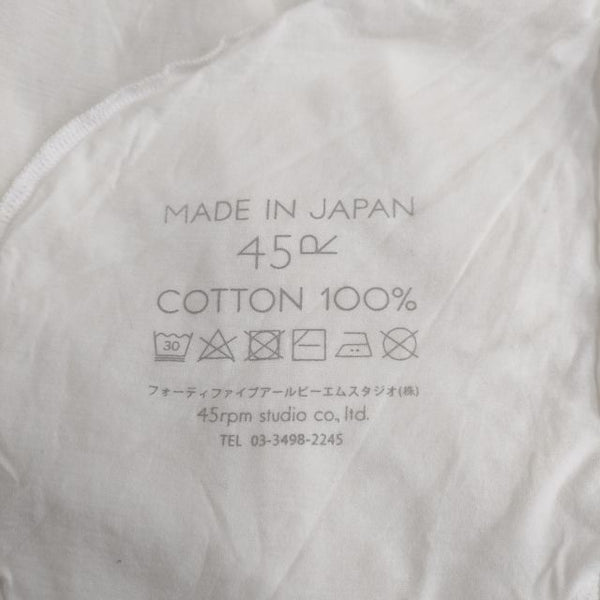 MADE IN JAPAN
45R
COTTON 100%
30
フォーティファイブアールピーエムスタジオ(株)
45rpm studio co., ltd.
TEL 03-3498-2245